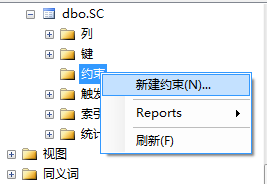 dbo.SC
列
键
约束
新建约束(N)...
触发
Reports
索引
刷新(F)
统计
视图
同义词